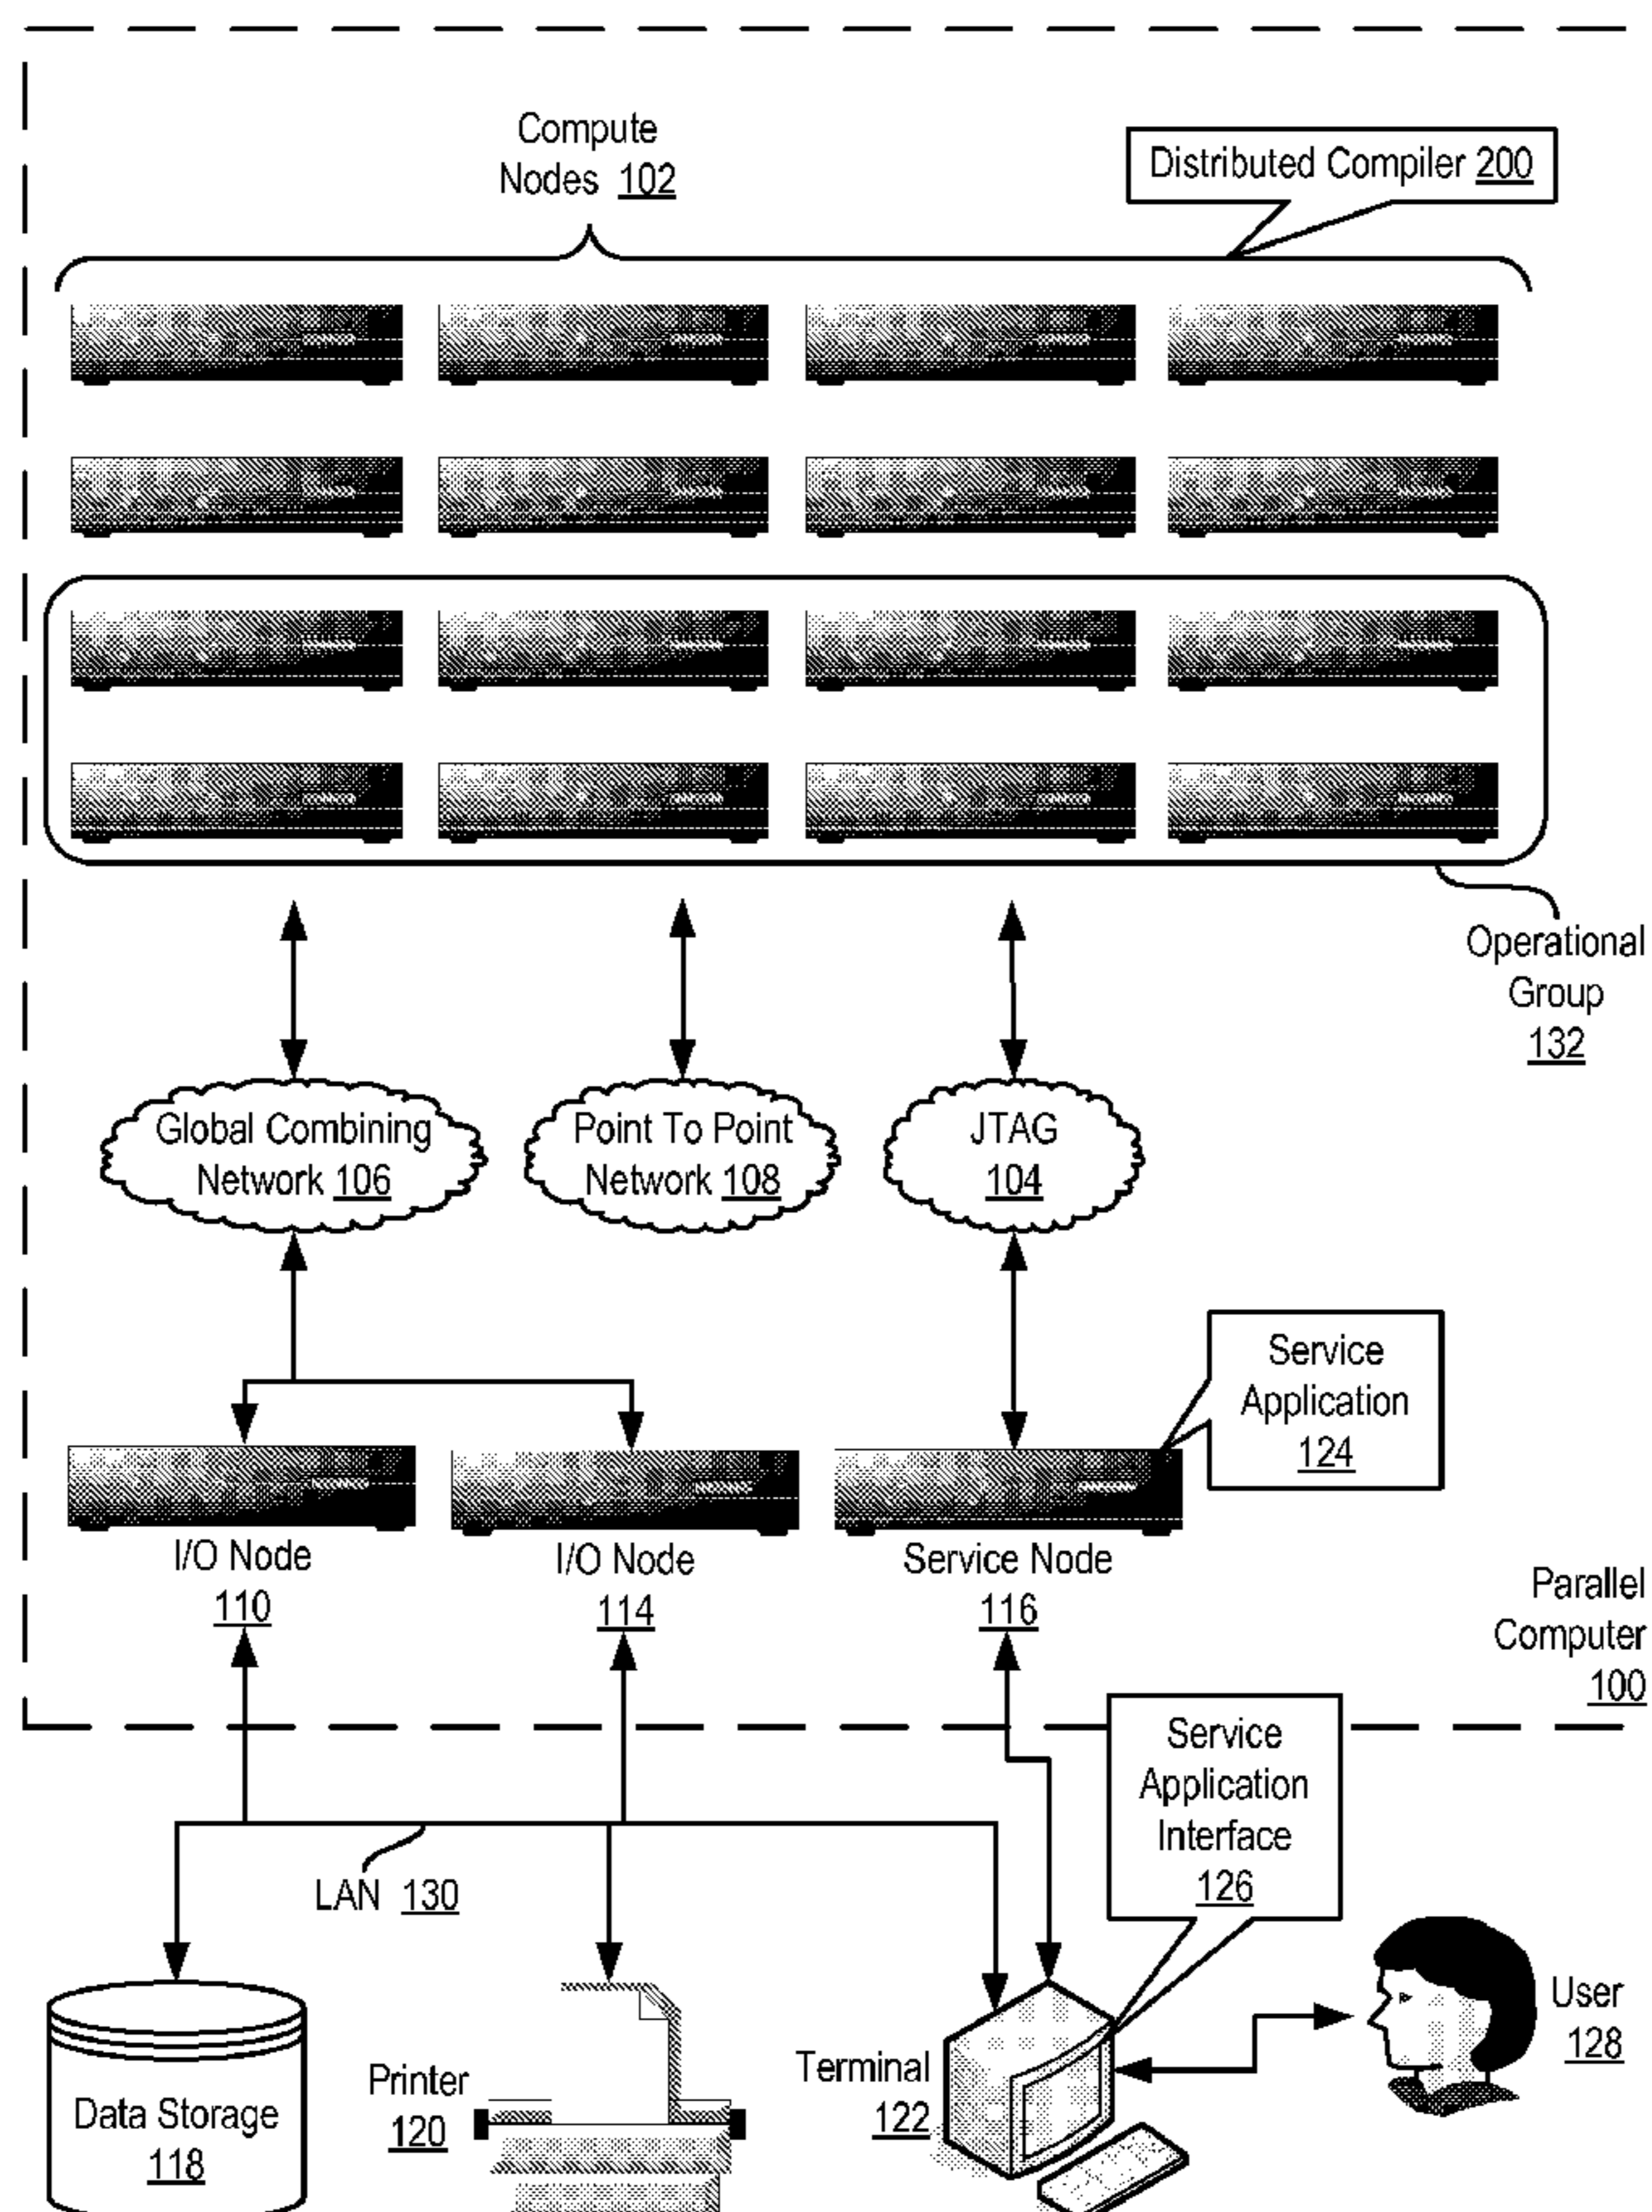 Compute
Nodes 102
Distributed Compiler 200
Operational
Group
132
Global Combining
Network 106
Point To Point
Network 108
JTAG
104
Service
Application
124
I/O Node
110
I/O Node
114
Service Node
116
Parallel
Computer
100
Service
Application
Interface
126
LAN 130
Data Storage
118
Printer
120
Terminal
122
User
128